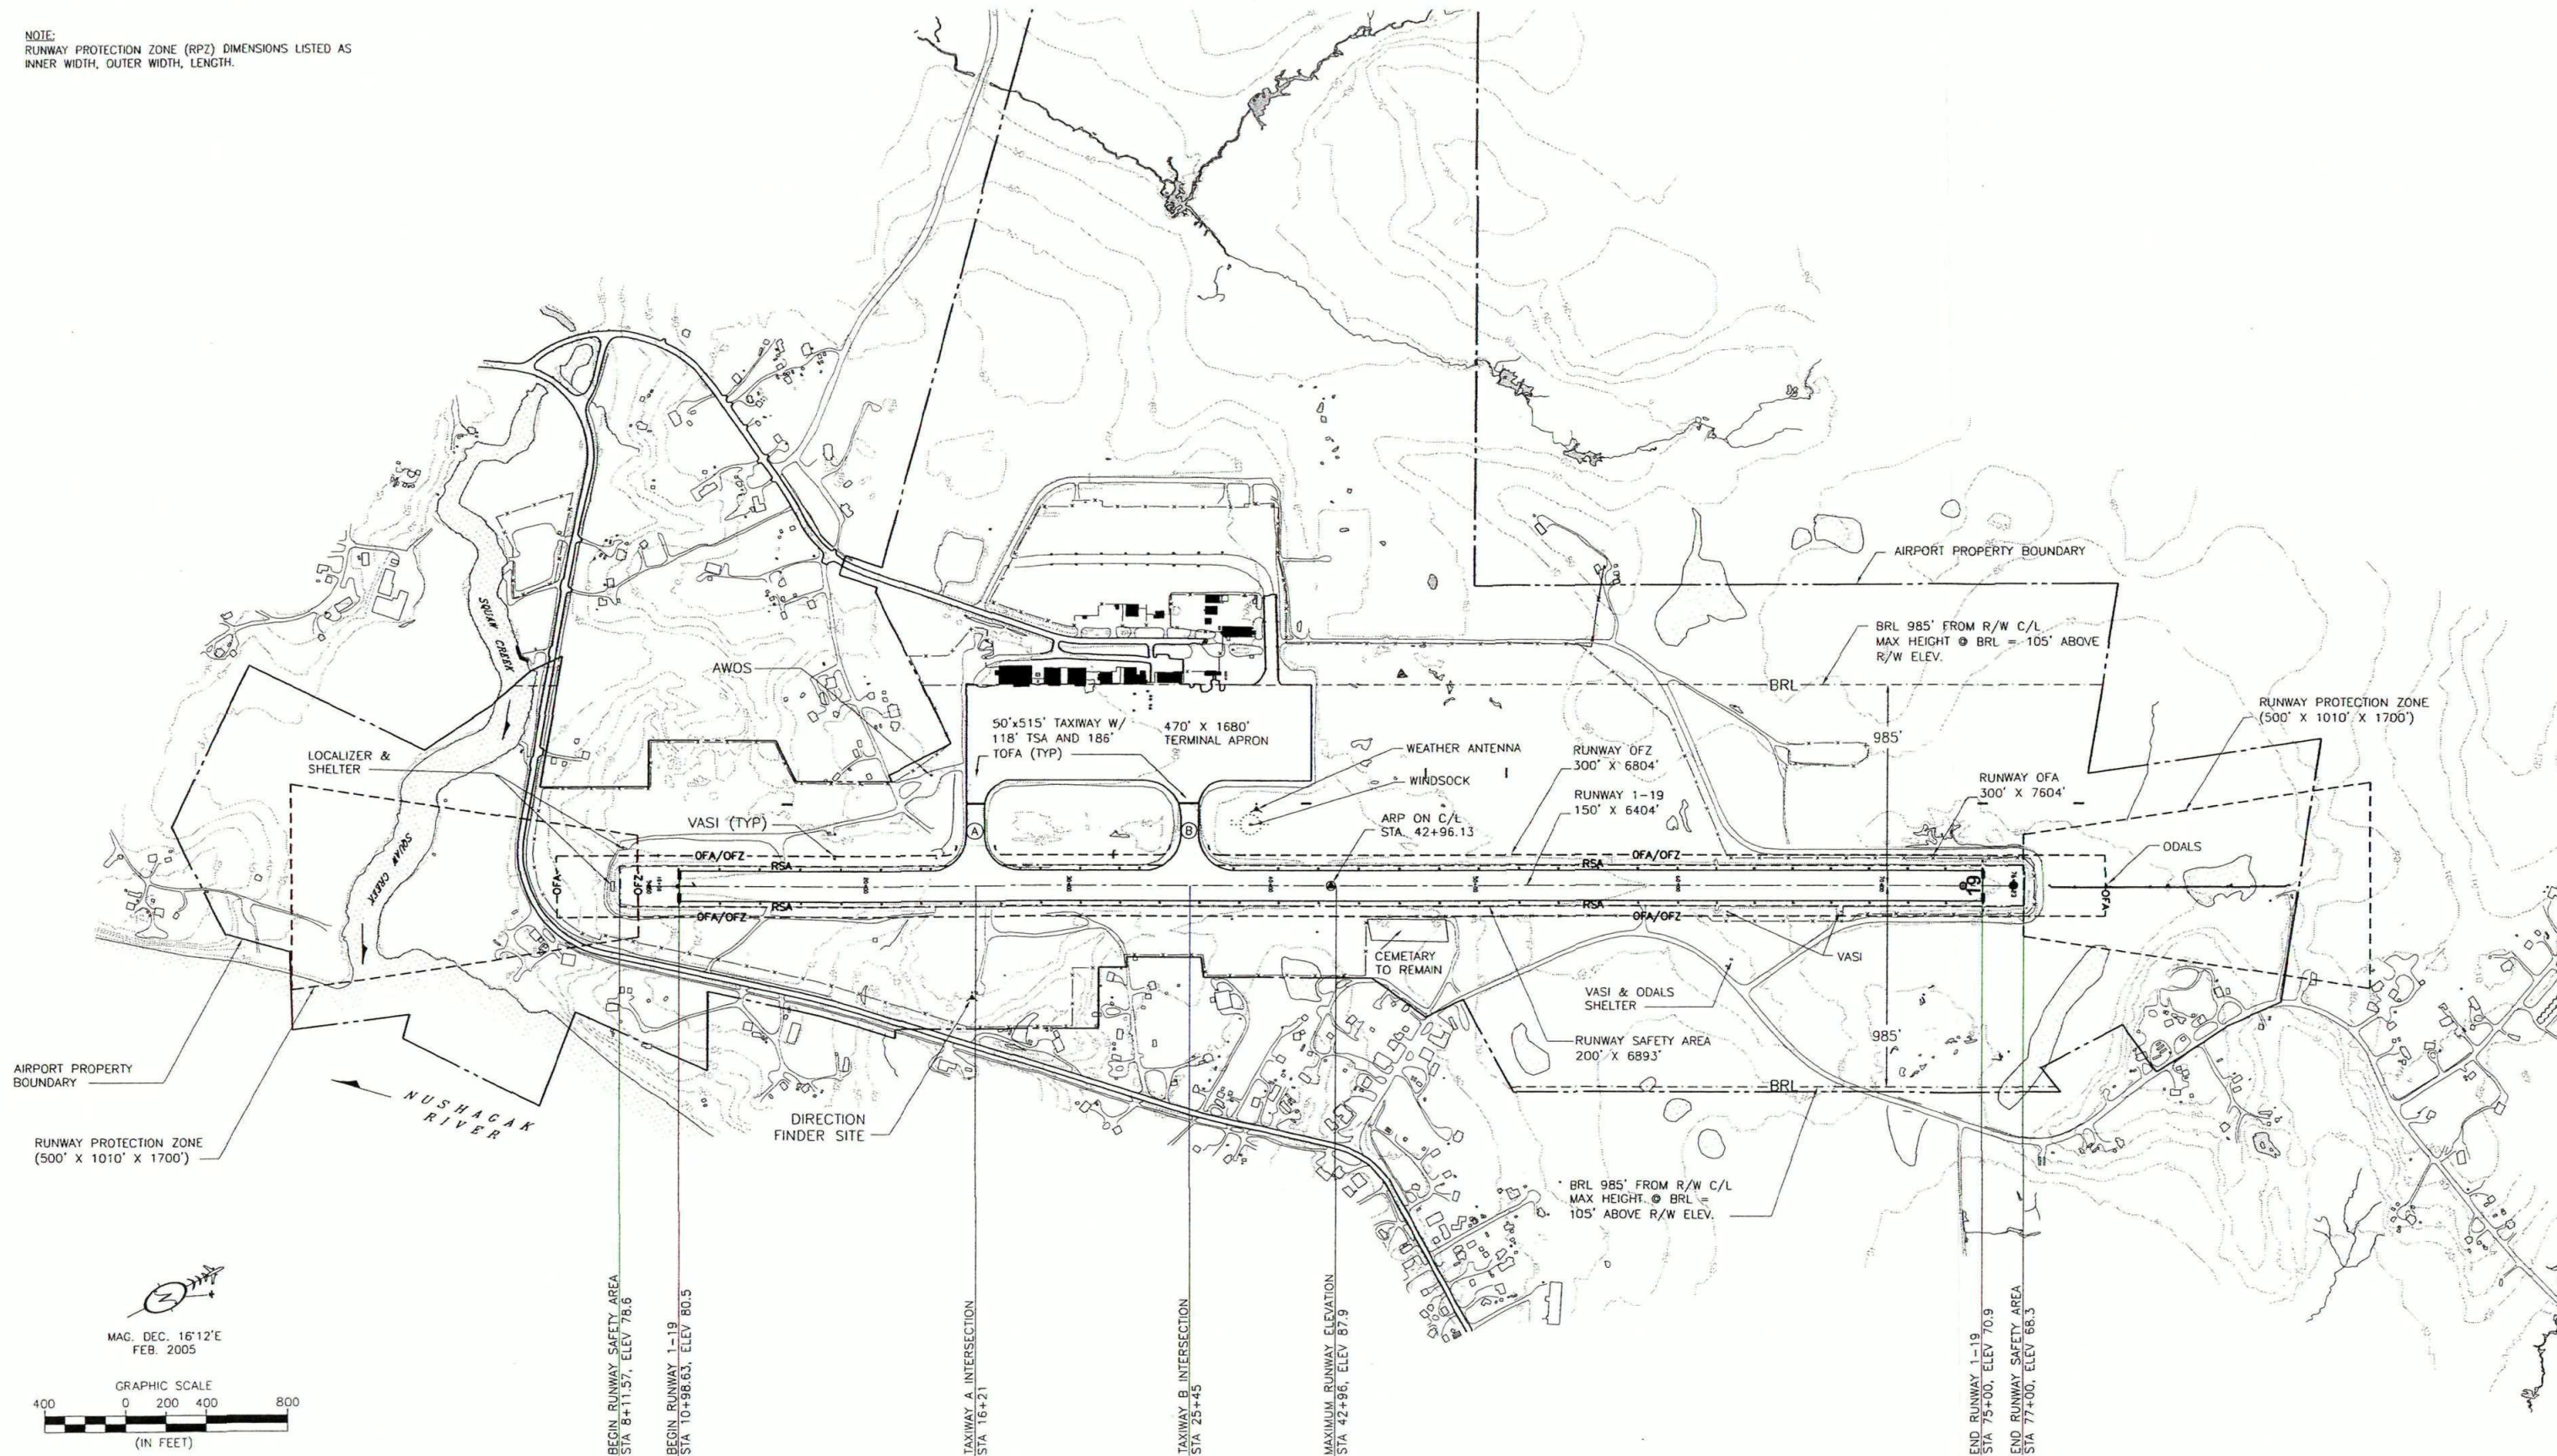 NOTE:
RUNWAY PROTECTION ZONE (RPZ) DIMENSIONS LISTED AS
INNER WIDTH, OUTER WIDTH, LENGTH.
AIRPORT PROPERTY BOUNDARY
SQUAW CREEK
BRL 985' FROM R/W C/L
MAX HEIGHT @ BRL = 105' ABOVE
R/W ELEV.
AWOS
BRL
RUNWAY PROTECTION ZONE
(500' X 1010' X 1700')
50'x515' TAXIWAY W/
118' TSA AND 186'
TOFA (TYP)
470' X 1680'
TERMINAL APRON
985'
LOCALIZER &
SHELTER
WEATHER ANTENNA
WINDSOCK
RUNWAY OFZ
300' X 6804'
RUNWAY OFA
300' X 7604'
RUNWAY 1-19
150' X 6404'
VASI (TYP)
A
B
ARP ON C/L
STA. 42+96.13
ODALS
SQUAW CREEK
OFA/OFZ
RSA
OFA/OFZ
RSA
OFA
OFZ
19
OFA
OFA/OFZ
RSA
RSA
OFA/OFZ
CEMETARY
TO REMAIN
VASI
VASI & ODALS
SHELTER
RUNWAY SAFETY AREA
200' X 6893'
985'
BRL
AIRPORT PROPERTY
BOUNDARY
NUSHAGAK
RIVER
DIRECTION
FINDER SITE
RUNWAY PROTECTION ZONE
(500' X 1010' X 1700')
BRL 985' FROM R/W C/L
MAX HEIGHT @ BRL =
105' ABOVE R/W ELEV.
MAG. DEC. 16°12'E
FEB. 2005
GRAPHIC SCALE
400 0 200 400 800
(IN FEET)
BEGIN RUNWAY SAFETY AREA
STA 8+11.57, ELEV 78.6
BEGIN RUNWAY 1-19
STA 10+98.63, ELEV 80.5
TAXIWAY A INTERSECTION
STA 16+21
TAXIWAY B INTERSECTION
STA 25+45
MAXIMUM RUNWAY ELEVATION
STA 42+96, ELEV 87.9
END RUNWAY 1-19
STA 75+00, ELEV 70.9
END RUNWAY SAFETY AREA
STA 77+00, ELEV 68.3